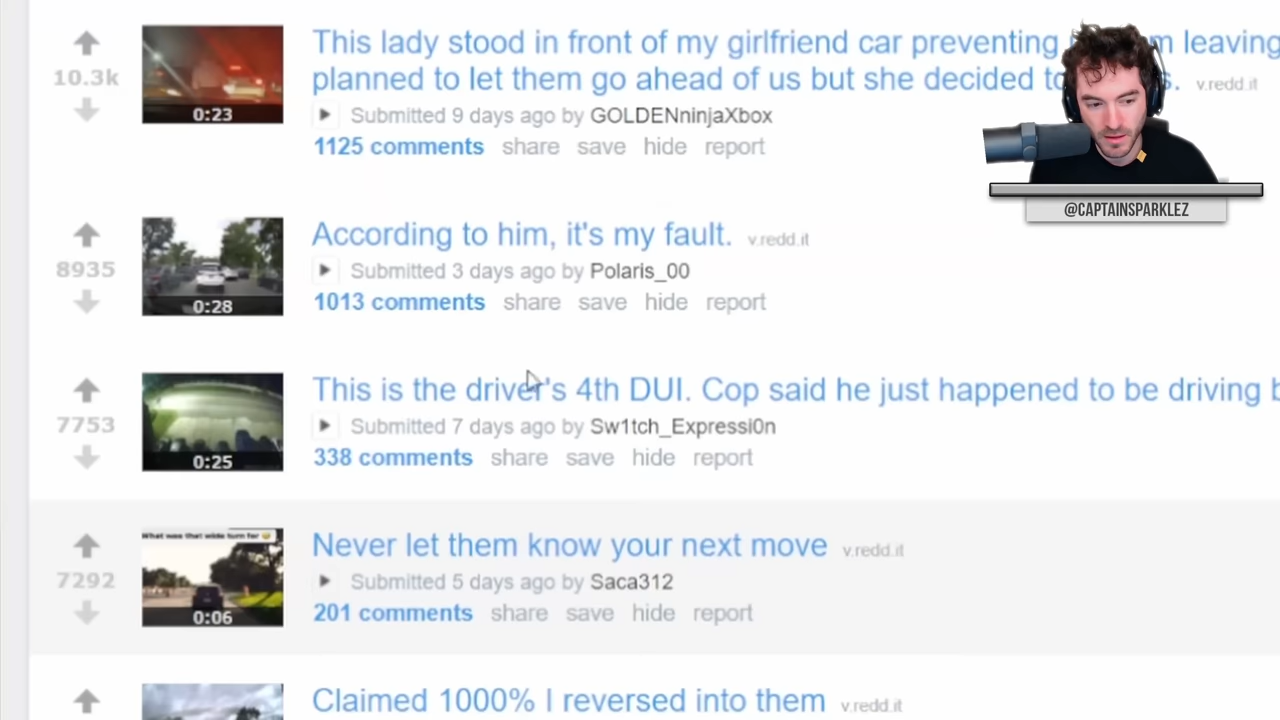 This lady stood in front of my girlfriend car preventing leaving
10.3k
planned to let them go ahead of us but she decided v.redd.it
0:23
Submitted 9 days ago by GOLDENninjaXbox
1125 comments share save hide report
@CAPTAINSPARKLEZ
According to him, it's my fault. v.redd.it
8935
Submitted 3 days ago by Polaris_00
0:28
1013 comments share save hide report
This is the driver's 4th DUI. Cop said he just happened to be driving
7753
Submitted 7 days ago by Sw1tch_Expressi0n
0:25
338 comments share save hide report
What was that wide turn for
Never let them know your next move v.redd.it
7292
Submitted 5 days ago by Saca312
0:06
201 comments share save hide report
Claimed 1000% I reversed into them v.redd.it